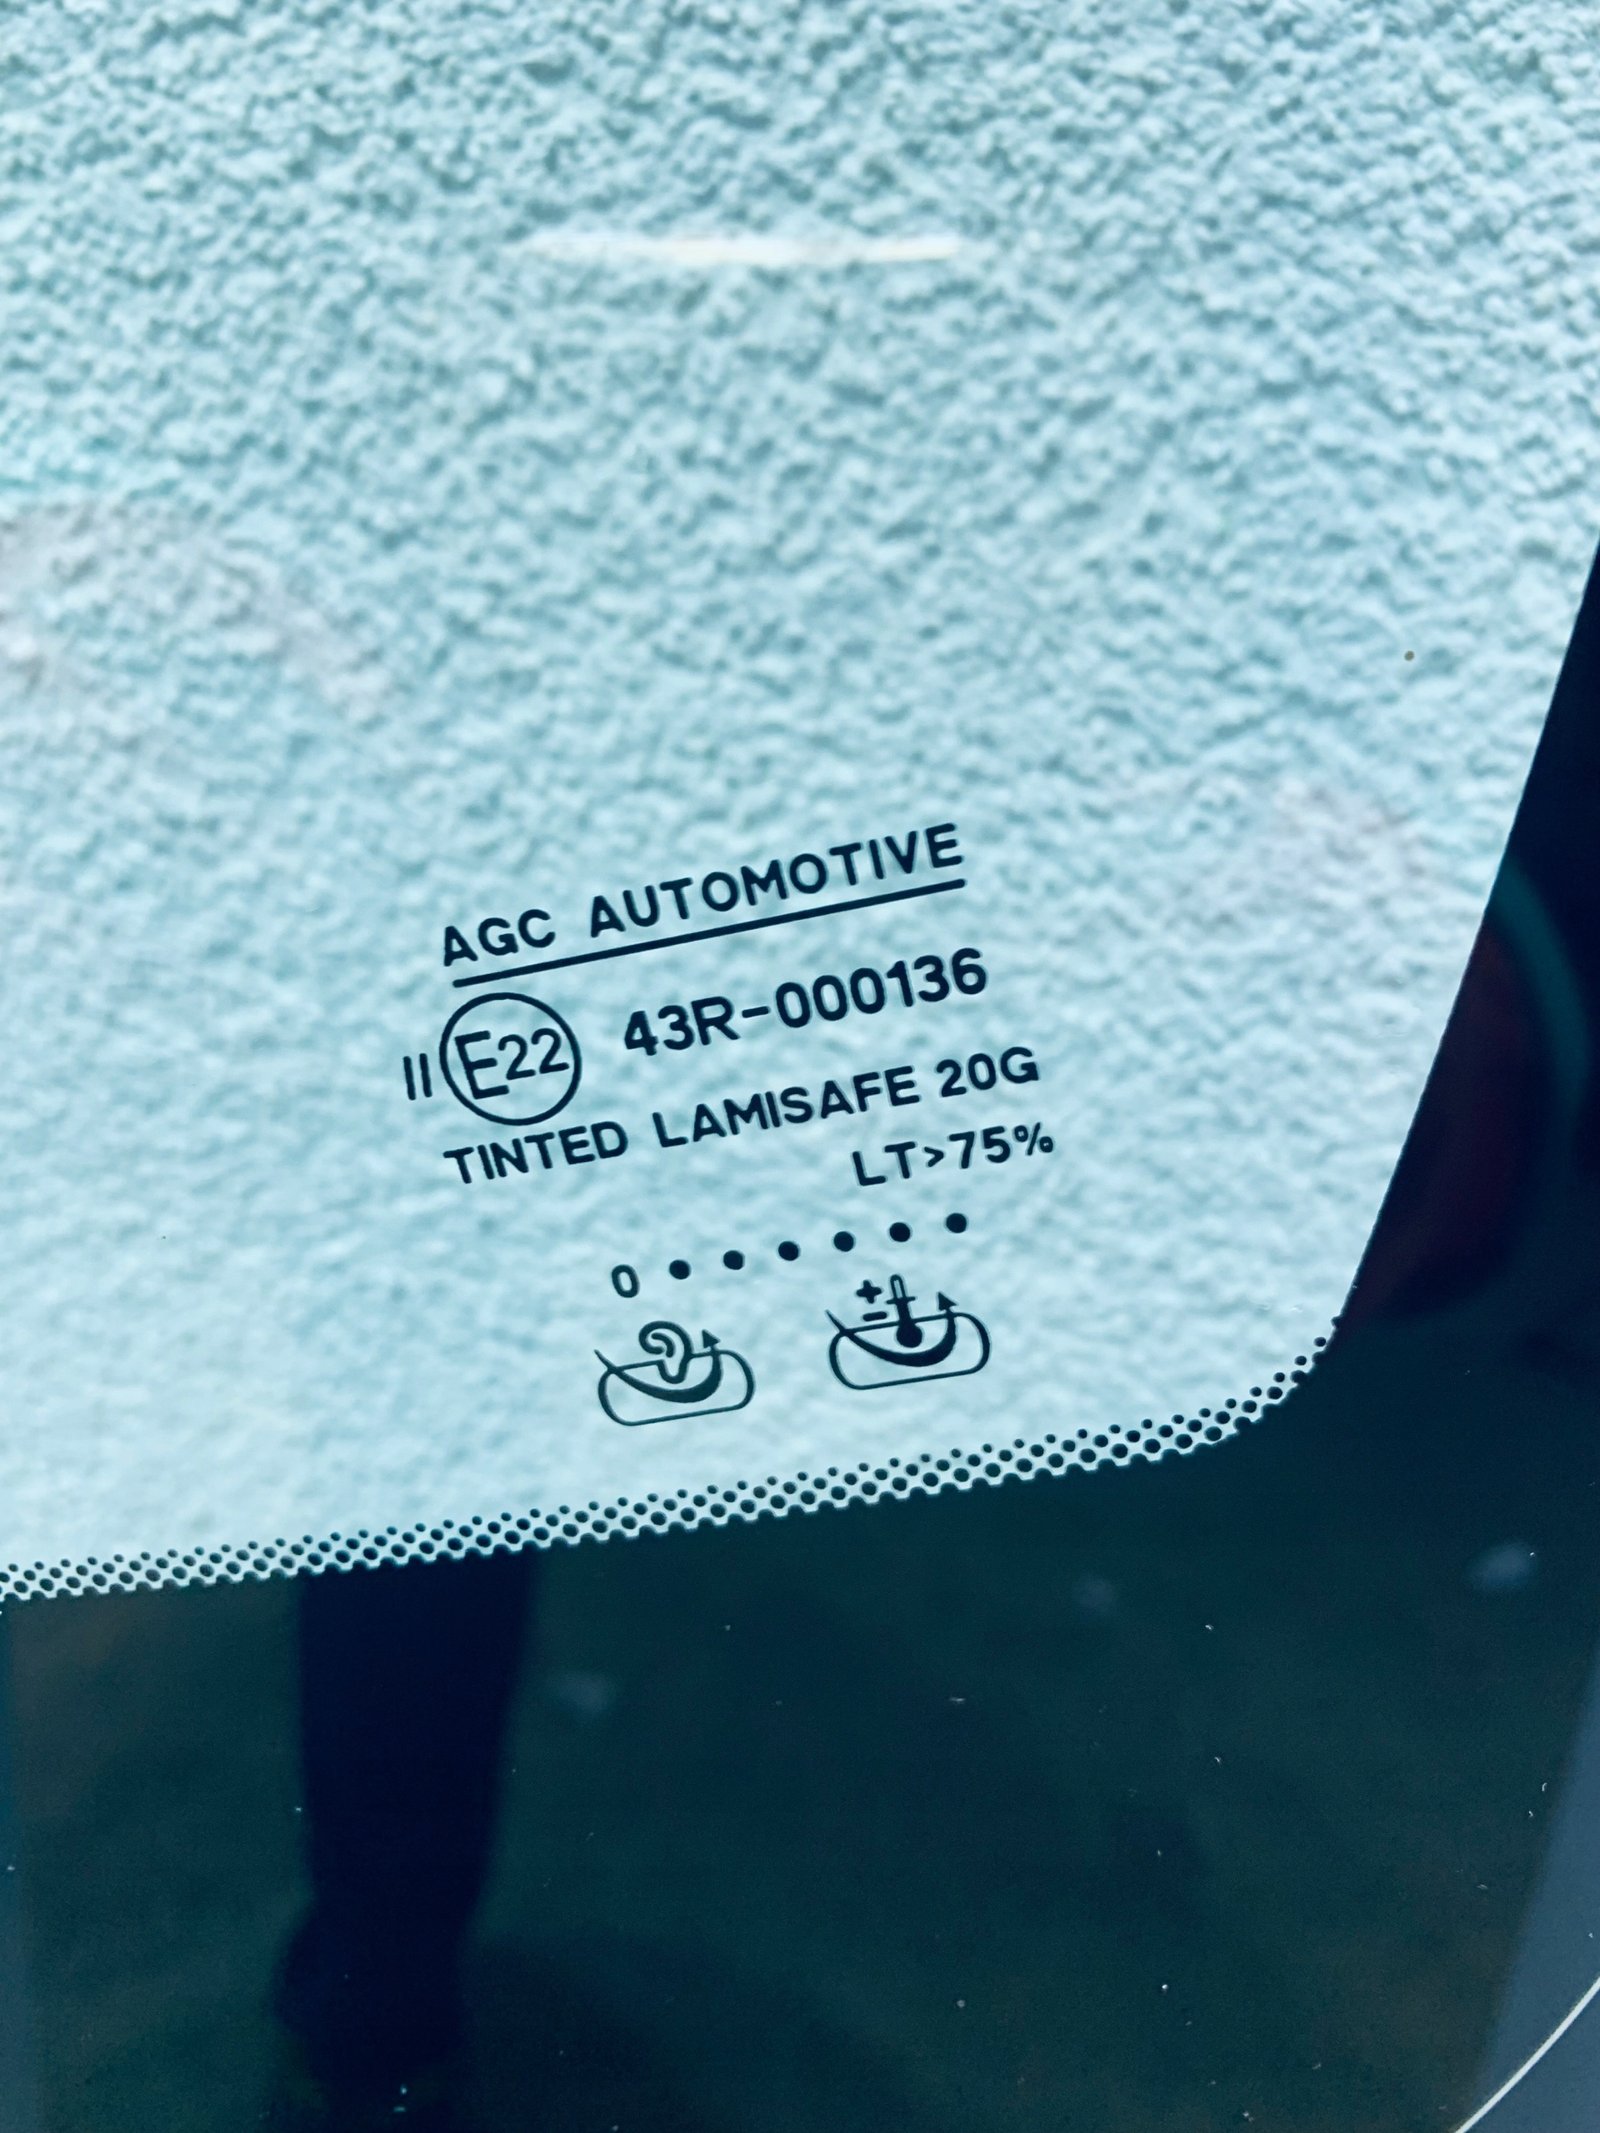 AGC AUTOMOTIVE
II E22 43R-000136
TINTED LAMISAFE 20G
LT>75%
0 • • • • • •
+
-